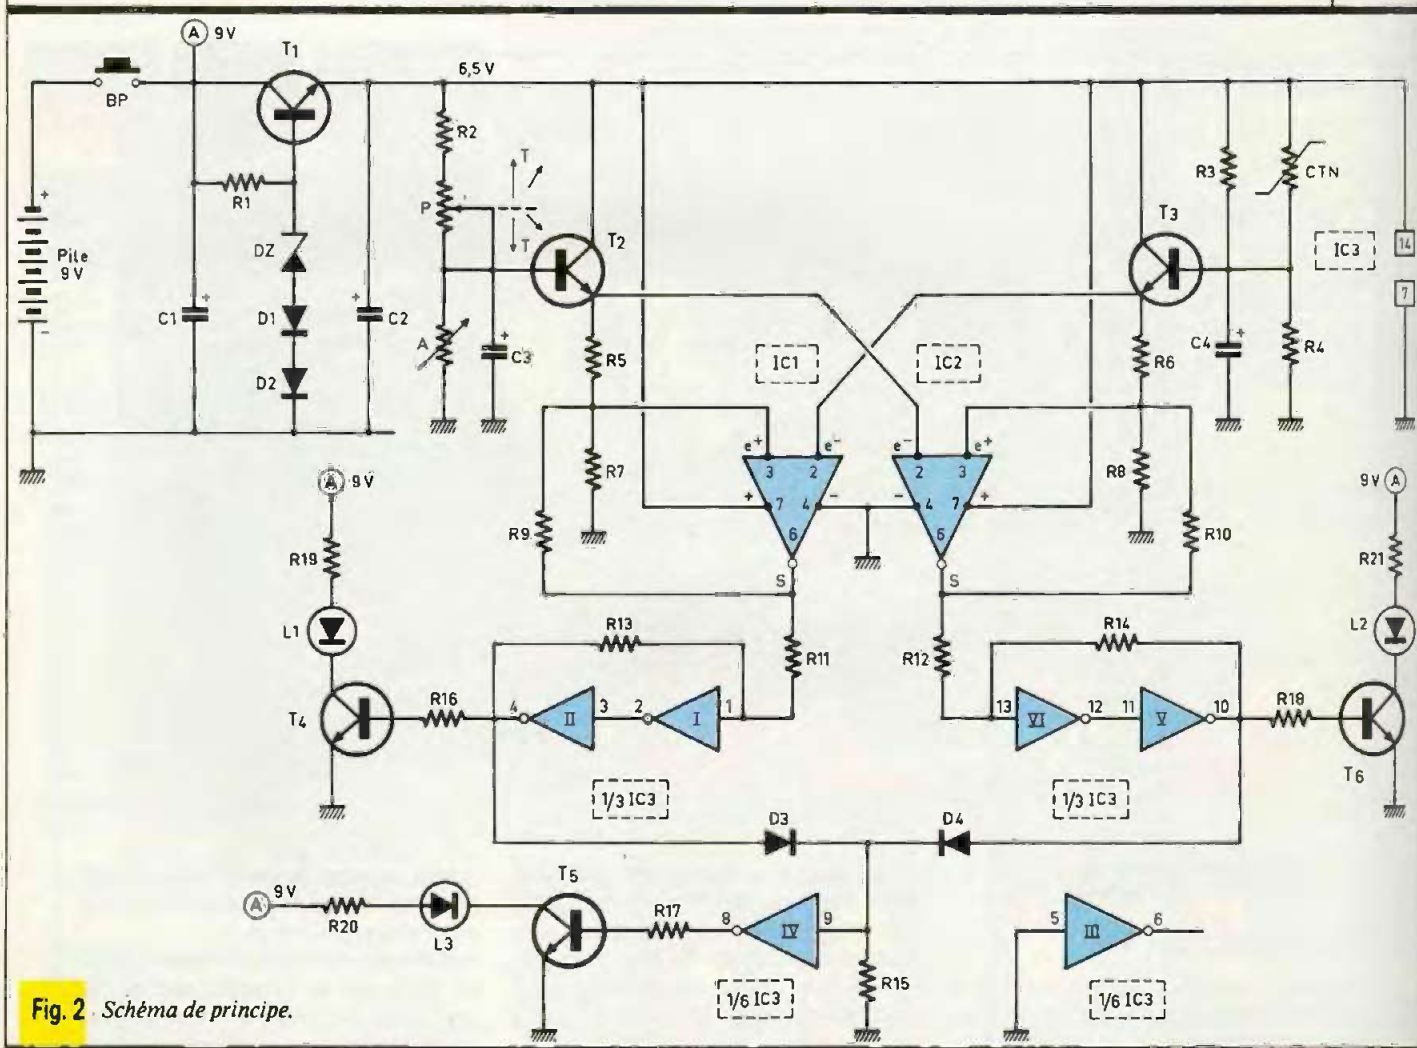 A 9V
T1
6,5 V
BP
R2
R3
CTN
R1
T
P
T
T2
T3
IC3
14
7
+
Pile
9V
-
DZ
C1 +
D1
+ C2
D2
A
+
C3
R5
IC1
IC2
R6
C4 +
R4
e+ e-
e- e+
3 2
2 3
R7
R8
+ 7 4 -
- 4 7 +
6
6
R9
R10
S
S
A 9V
9V A
R19
R21
L1
L2
R13
R14
R11
R12
R16
R18
T4
T6
4 II 3 2 I 1
13 VI 12 11 V 10
1/3 IC3
1/3 IC3
D3
D4
A 9V
R20
L3
T5
R17
8 IV 9
5 III 6
R15
1/6 IC3
1/6 IC3
Fig. 2 Schéma de principe.